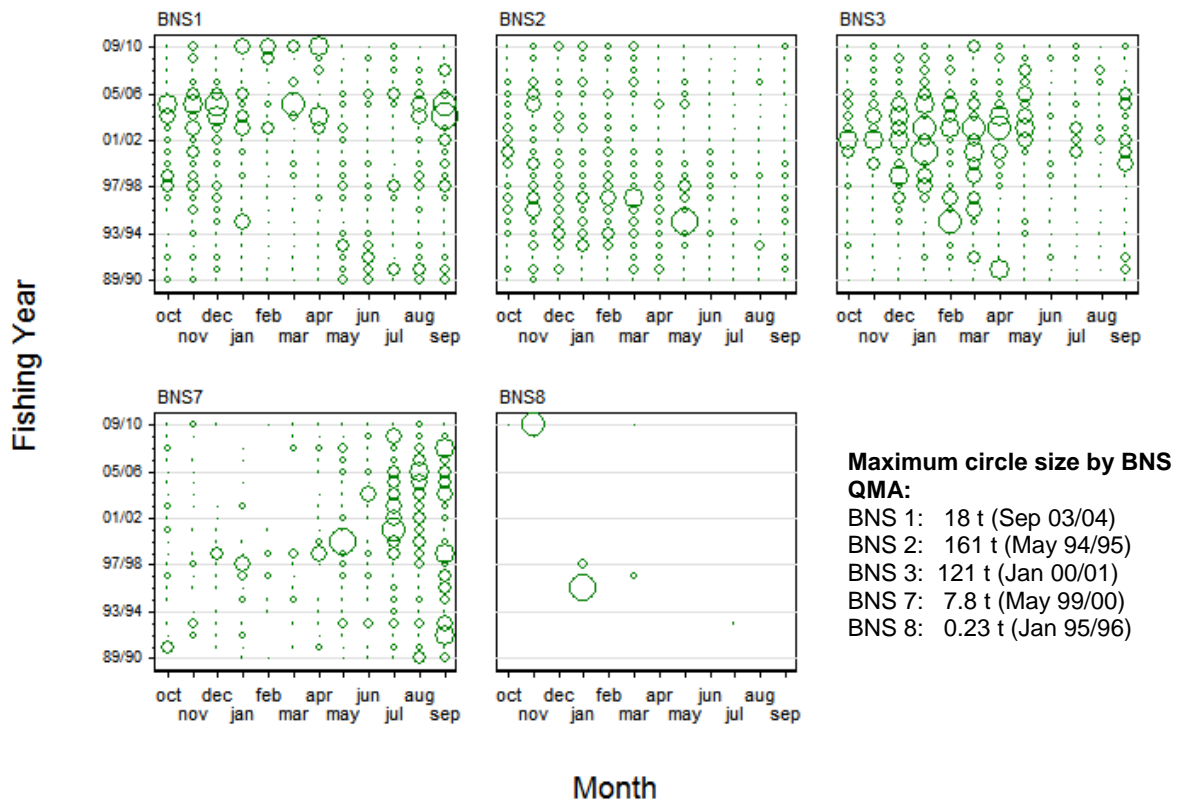 BNS1 BNS2 BNS3
09/10
05/06
01/02
97/98
93/94
89/90
oct dec feb apr jun aug oct dec feb apr jun aug oct dec feb apr jun aug
nov jan mar may jul sep nov jan mar may jul sep nov jan mar may jul sep
Fishing Year
BNS7 BNS8
09/10
05/06
01/02
97/98
93/94
89/90
oct dec feb apr jun aug oct dec feb apr jun aug
nov jan mar may jul sep nov jan mar may jul sep
Maximum circle size by BNS
QMA:
BNS 1: 18 t (Sep 03/04)
BNS 2: 161 t (May 94/95)
BNS 3: 121 t (Jan 00/01)
BNS 7: 7.8 t (May 99/00)
BNS 8: 0.23 t (Jan 95/96)
Month